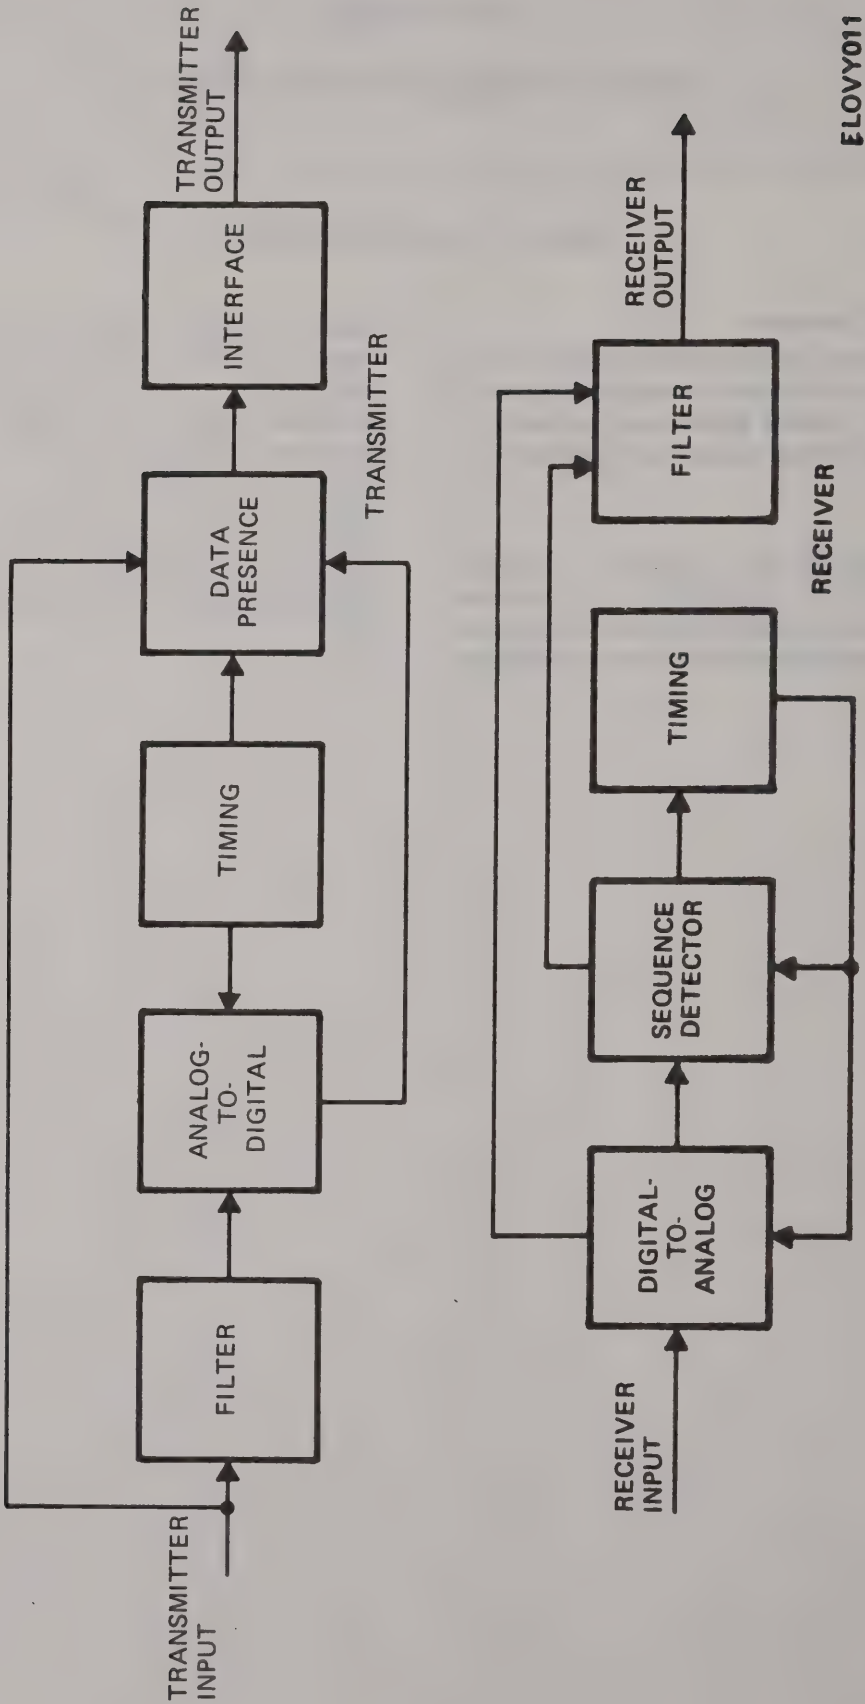 TRANSMITTER
INPUT
FILTER
ANALOG-
TO-
DIGITAL
TIMING
DATA
PRESENCE
INTERFACE
TRANSMITTER
OUTPUT
TRANSMITTER
RECEIVER
INPUT
DIGITAL-
TO-
ANALOG
SEQUENCE
DETECTOR
TIMING
FILTER
RECEIVER
OUTPUT
RECEIVER
ELOVY011